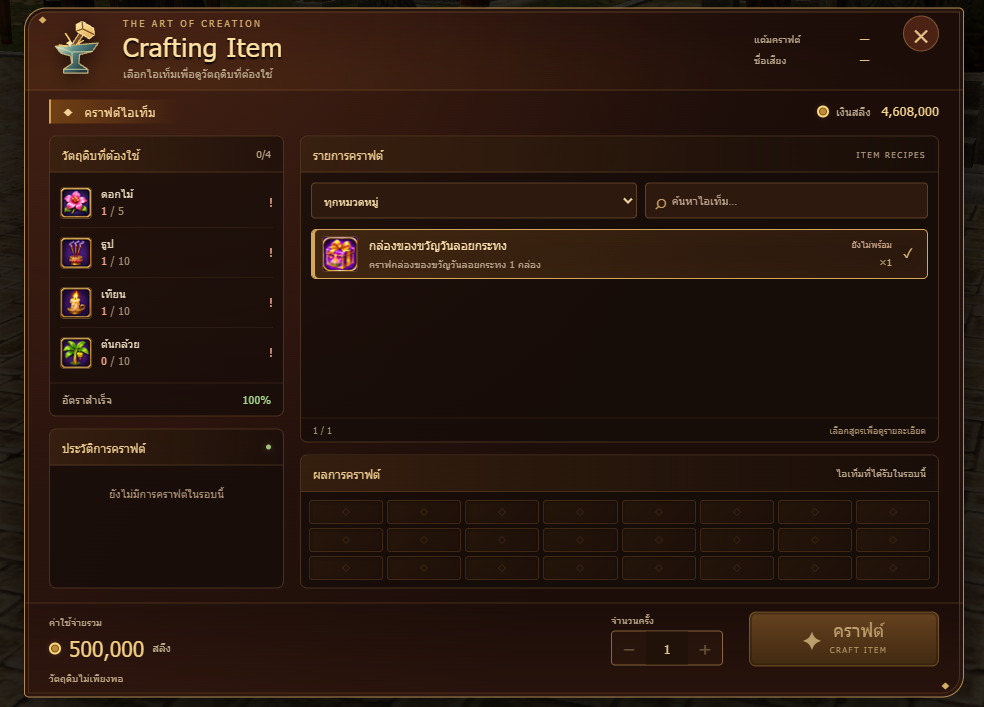 THE ART OF CREATION
Crafting Item
เลือกไอเท็มเพื่อดูวัตถุดิบที่ต้องใช้
แต้มคราฟต์ —
ชื่อเสียง —
คราฟต์ไอเท็ม
เงินสลึง 4,608,000
วัตถุดิบที่ต้องใช้ 0/4
ดอกไม้
1 / 5 !
ธูป
1 / 10 !
เทียน
1 / 10 !
ต้นกล้วย
0 / 10 !
อัตราสำเร็จ 100%
ประวัติการคราฟต์
ยังไม่มีการคราฟต์ในรอบนี้
รายการคราฟต์ ITEM RECIPES
ทุกหมวดหมู่
ค้นหาไอเท็ม...
กล่องของขวัญวันลอยกระทง ยังไม่พร้อม
คราฟกล่องของขวัญวันลอยกระทง 1 กล่อง ×1 ✓
1 / 1 เลือกสูตรเพื่อดูรายละเอียด
ผลการคราฟต์ ไอเท็มที่ได้รับในรอบนี้
ค่าใช้จ่ายรวม
500,000 สลึง
วัตถุดิบไม่เพียงพอ
จำนวนครั้ง
− 1 +
คราฟต์
CRAFT ITEM